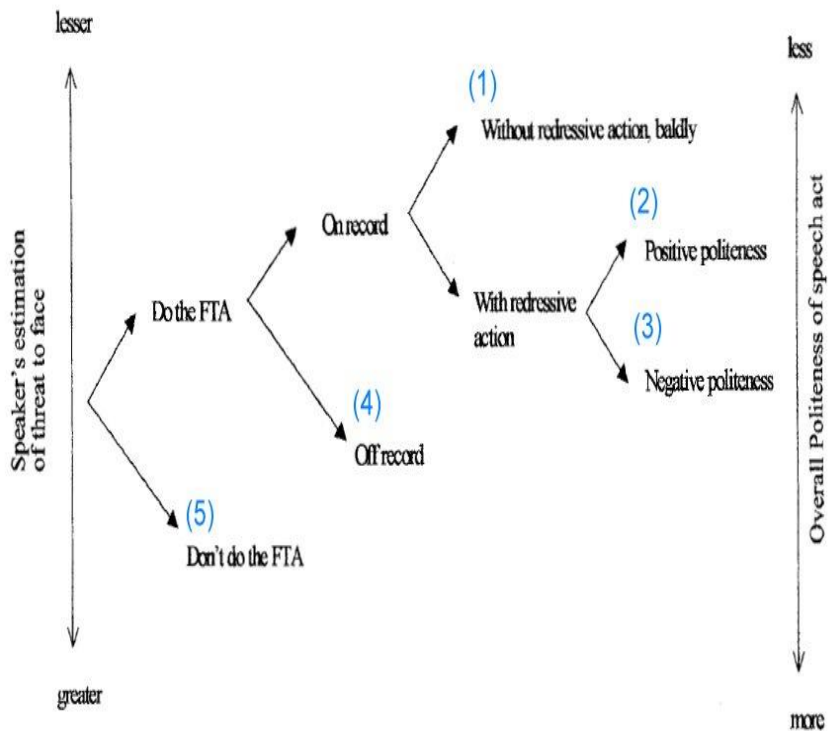 lesser
less
(1)
Without redressive action, baldly
(2)
On record
Positive politeness
With redressive
action
(3)
Do the FTA
Negative politeness
(4)
Off record
(5)
Don't do the FTA
Speaker's estimation
of threat to face
Overall Politeness of speech act
greater
more